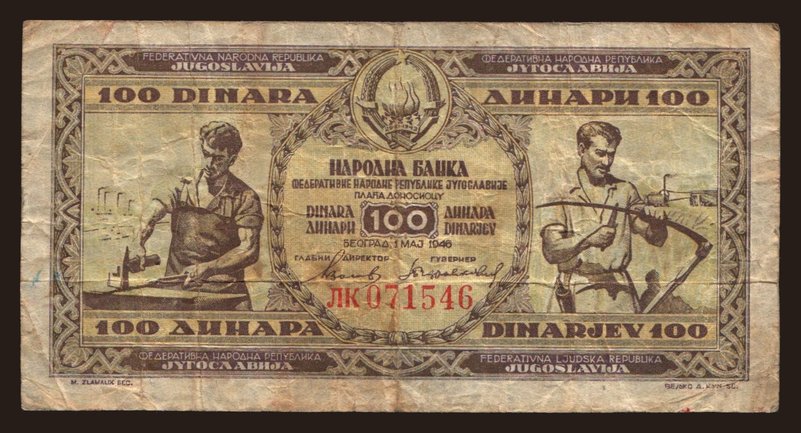 FEDERATIVNA NARODNA REPUBLIKA
JUGOSLAVIJA
ФЕДЕРАТИВНА НАРОДНА РЕПУБЛИКА
ЈУГОСЛАВИЈА
100 DINARA
ДИНАРИ 100
НАРОДНА БАНКА
ФЕДЕРАТИВНЕ НАРОДНЕ РЕПУБЛИКЕ ЈУГОСЛАВИЈЕ
ПЛАЋА ДОНОСИОЦУ
DINARA 100 ДИНАРА
ДИНАРИ DINARJEV
БЕОГРАД, 1 МАЈ 1946
ГЛАВНИ ДИРЕКТОР ГУВЕРНЕР
ЛК 071546
100 ДИНАРА
DINARJEV 100
ФЕДЕРАТИВНА НАРОДНА РЕПУБЛИКА
ЈУГОСЛАВИЈА
FEDERATIVNA LJUDSKA REPUBLIKA
JUGOSLAVIJA